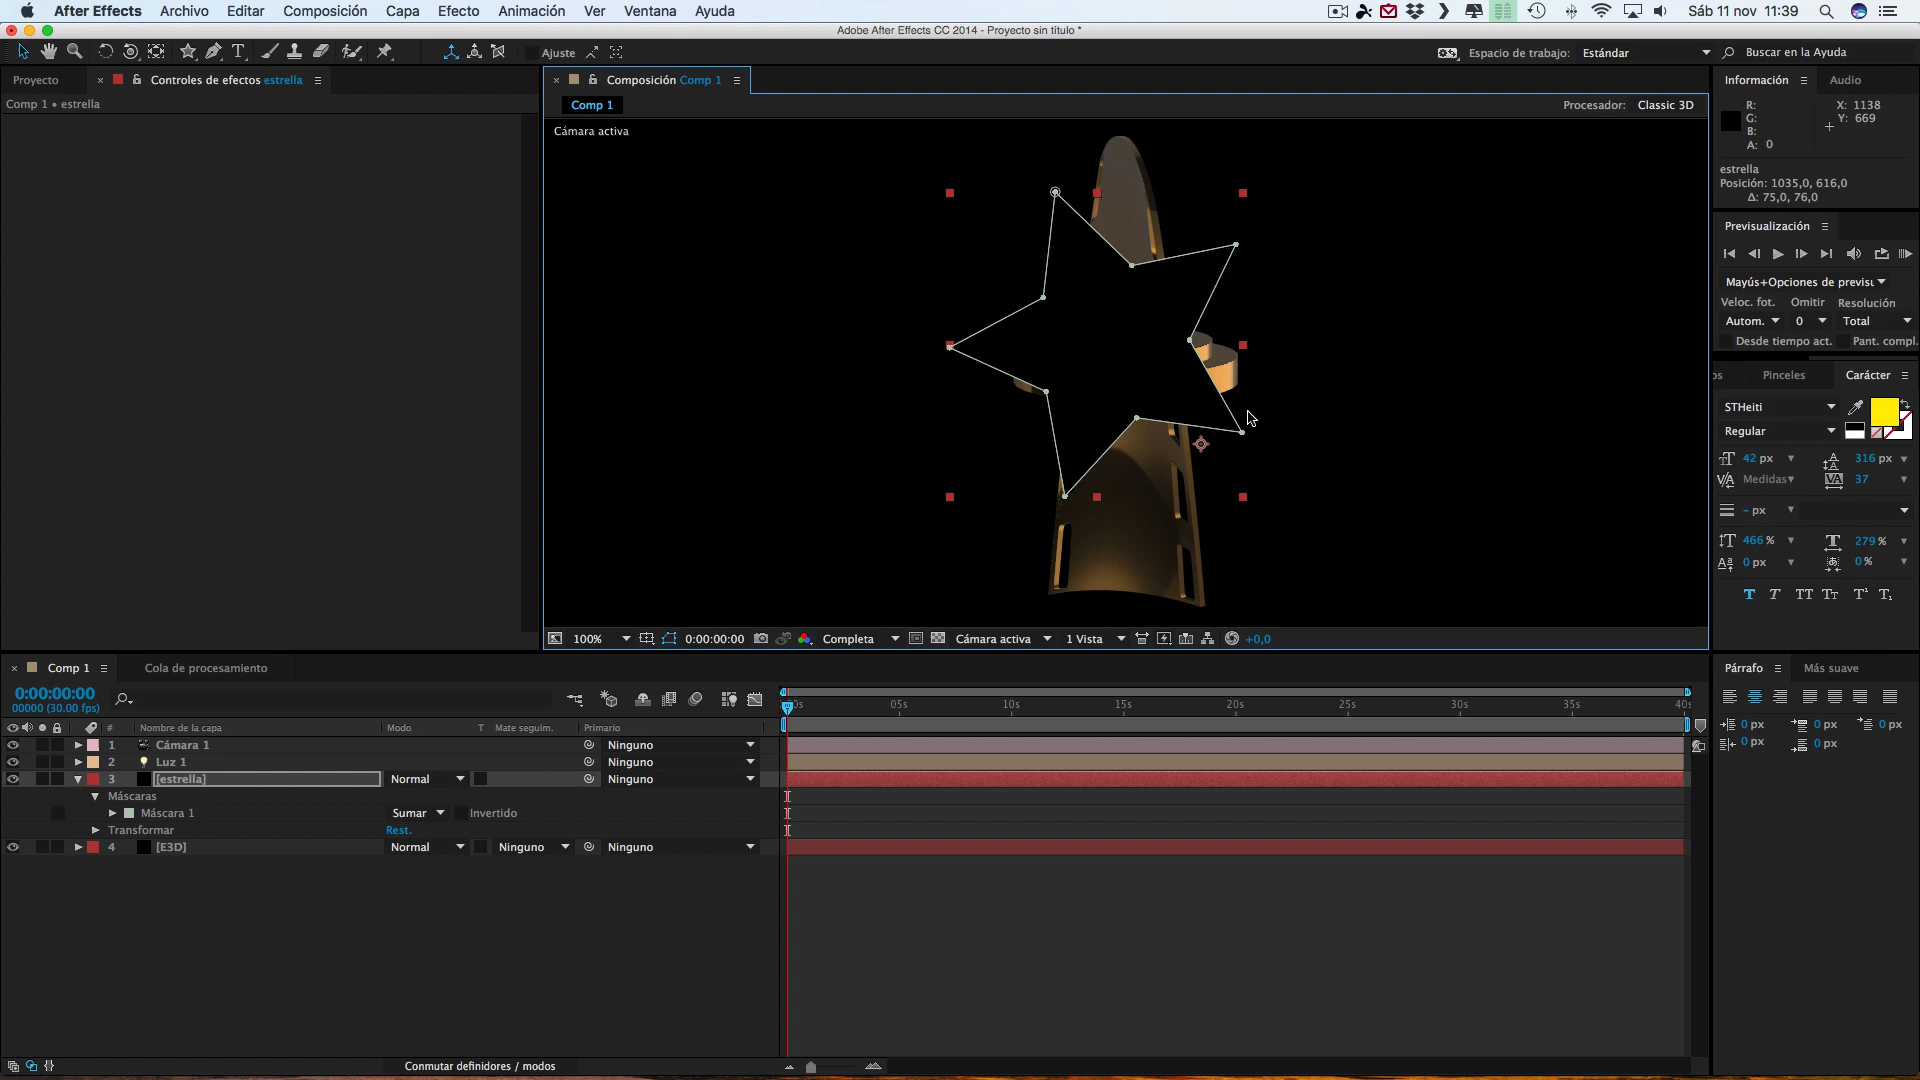 After Effects Archivo Editar Composición Capa Efecto Animación Ver Ventana Ayuda
Sáb 11 nov 11:39
Adobe After Effects CC 2014 - Proyecto sin título *
Ajuste
Espacio de trabajo: Estándar
Buscar en la Ayuda
Proyecto
Controles de efectos estrella
Composición Comp 1
Información
Audio
Comp 1 • estrella
Comp 1
Procesador: Classic 3D
Cámara activa
R:
G:
B:
A: 0
X: 1138
Y: 669
estrella
Posición: 1035,0, 616,0
Δ: 75,0, 76,0
Previsualización
Mayús+Opciones de previsu
Veloc. fot. Omitir Resolución
Autom. 0 Total
Desde tiempo act. Pant. compl.
os Pinceles Carácter
STHeiti
Regular
42 px 316 px
Medidas 37
- px
466 % 279 %
0 px 0 %
100% 0:00:00:00 Completa Cámara activa 1 Vista +0,0
Comp 1 Cola de procesamiento
0:00:00:00
00000 (30.00 fps)
0s 05s 10s 15s 20s 25s 30s 35s 40s
# Nombre de la capa Modo T Mate seguim. Primario
1 Cámara 1 Ninguno
2 Luz 1 Ninguno
3 [estrella] Normal Ninguno
Máscaras
Máscara 1 Sumar Invertido
Transformar Rest.
4 [E3D] Normal Ninguno Ninguno
Conmutar definidores / modos
Párrafo Más suave
0 px 0 px 0 px
0 px 0 px